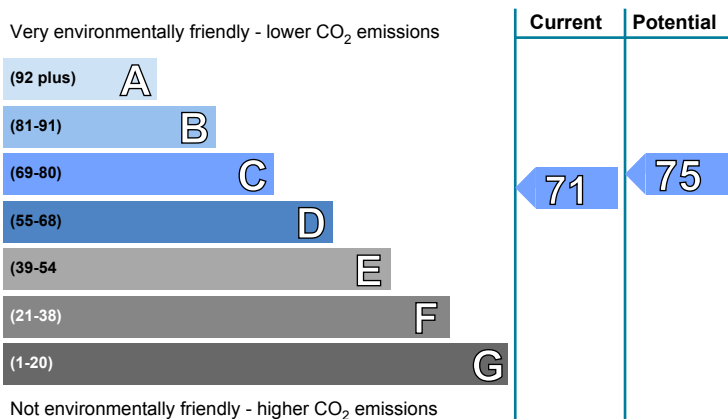 Current Potential
Very environmentally friendly - lower CO2 emissions
(92 plus) A
(81-91) B
(69-80) C
71 75
(55-68) D
(39-54 E
(21-38) F
(1-20) G
Not environmentally friendly - higher CO2 emissions